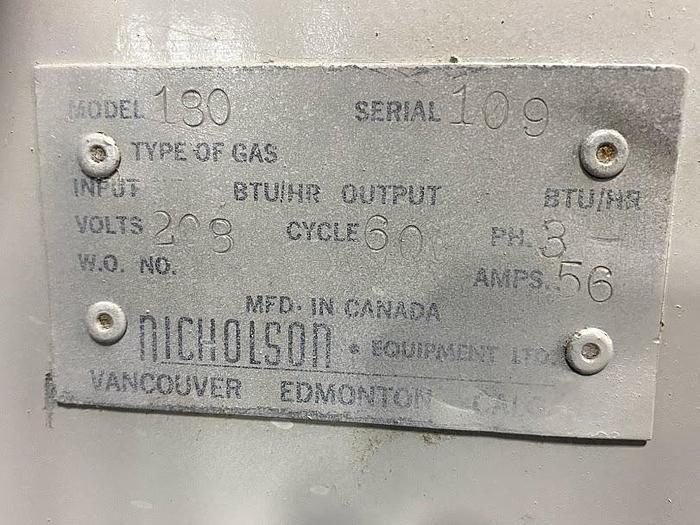 MODEL 180 SERIAL 109
TYPE OF GAS
INPUT BTU/HR OUTPUT BTU/HR
VOLTS 208 CYCLE 60 PH. 3
W.O. NO. AMPS. 56
MFD. IN CANADA
NICHOLSON • EQUIPMENT LTD.
VANCOUVER EDMONTON